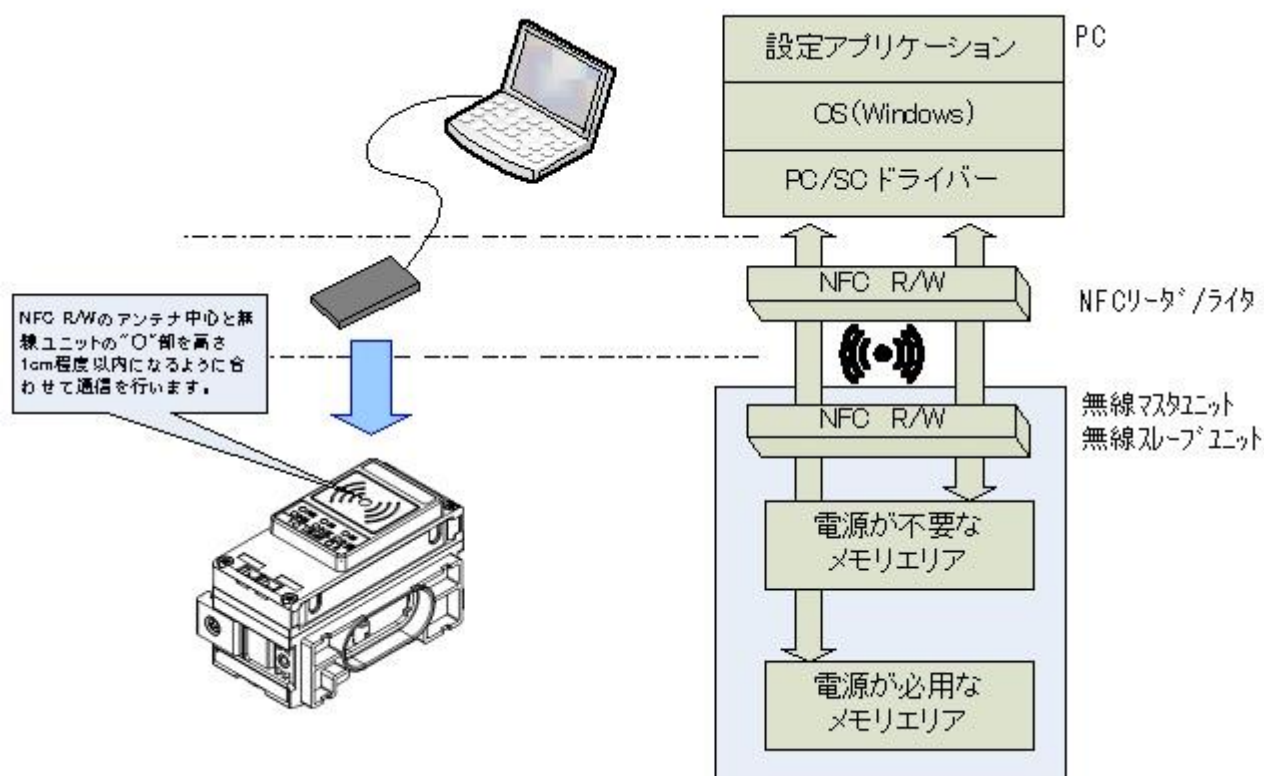 設定アプリケーション
PC
OS(Windows)
PC/SC ドライバー
NFC R/W
NFCリーダ/ライタ
NFC R/Wのアンテナ中心と無
線ユニットの"○"部を高さ
1cm程度以内になるように合
わせて通信を行います。
NFC R/W
無線マスタユニット
無線スレーブユニット
電源が不要な
メモリエリア
電源が必用な
メモリエリア